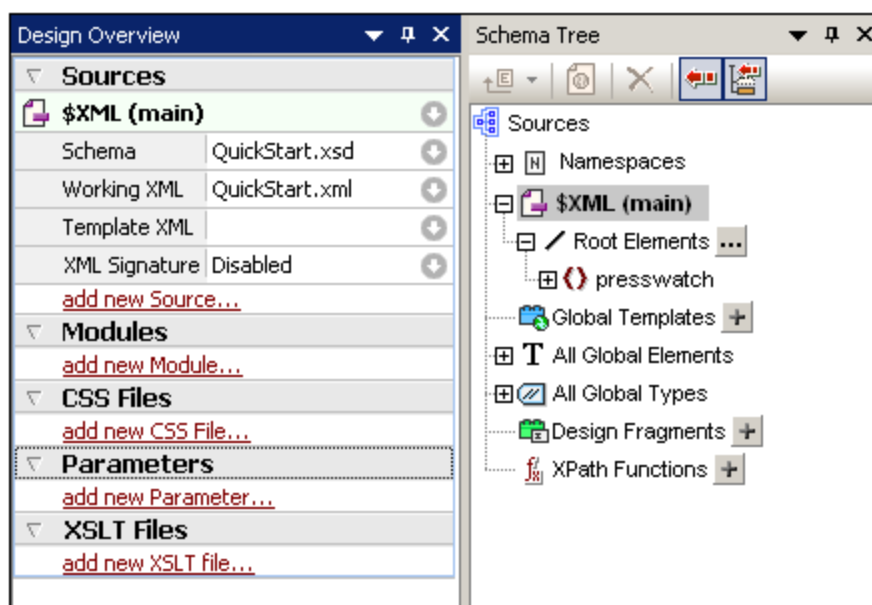 Design Overview
Sources
$XML (main)
Schema QuickStart.xsd
Working XML QuickStart.xml
Template XML
XML Signature Disabled
add new Source...
Modules
add new Module...
CSS Files
add new CSS File...
Parameters
add new Parameter...
XSLT Files
add new XSLT file...
Schema Tree
Sources
N Namespaces
$XML (main)
Root Elements ...
() presswatch
Global Templates +
T All Global Elements
All Global Types
Design Fragments +
XPath Functions +